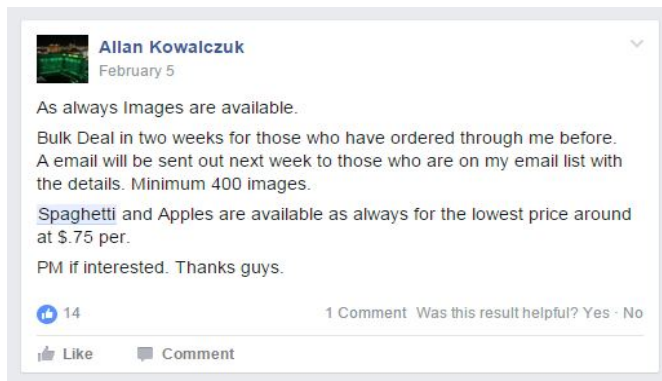 Allan Kowalczuk
February 5
As always Images are available.
Bulk Deal in two weeks for those who have ordered through me before.
A email will be sent out next week to those who are on my email list with
the details. Minimum 400 images.
Spaghetti and Apples are available as always for the lowest price around
at $.75 per.
PM if interested. Thanks guys.
14
1 Comment Was this result helpful? Yes · No
Like Comment